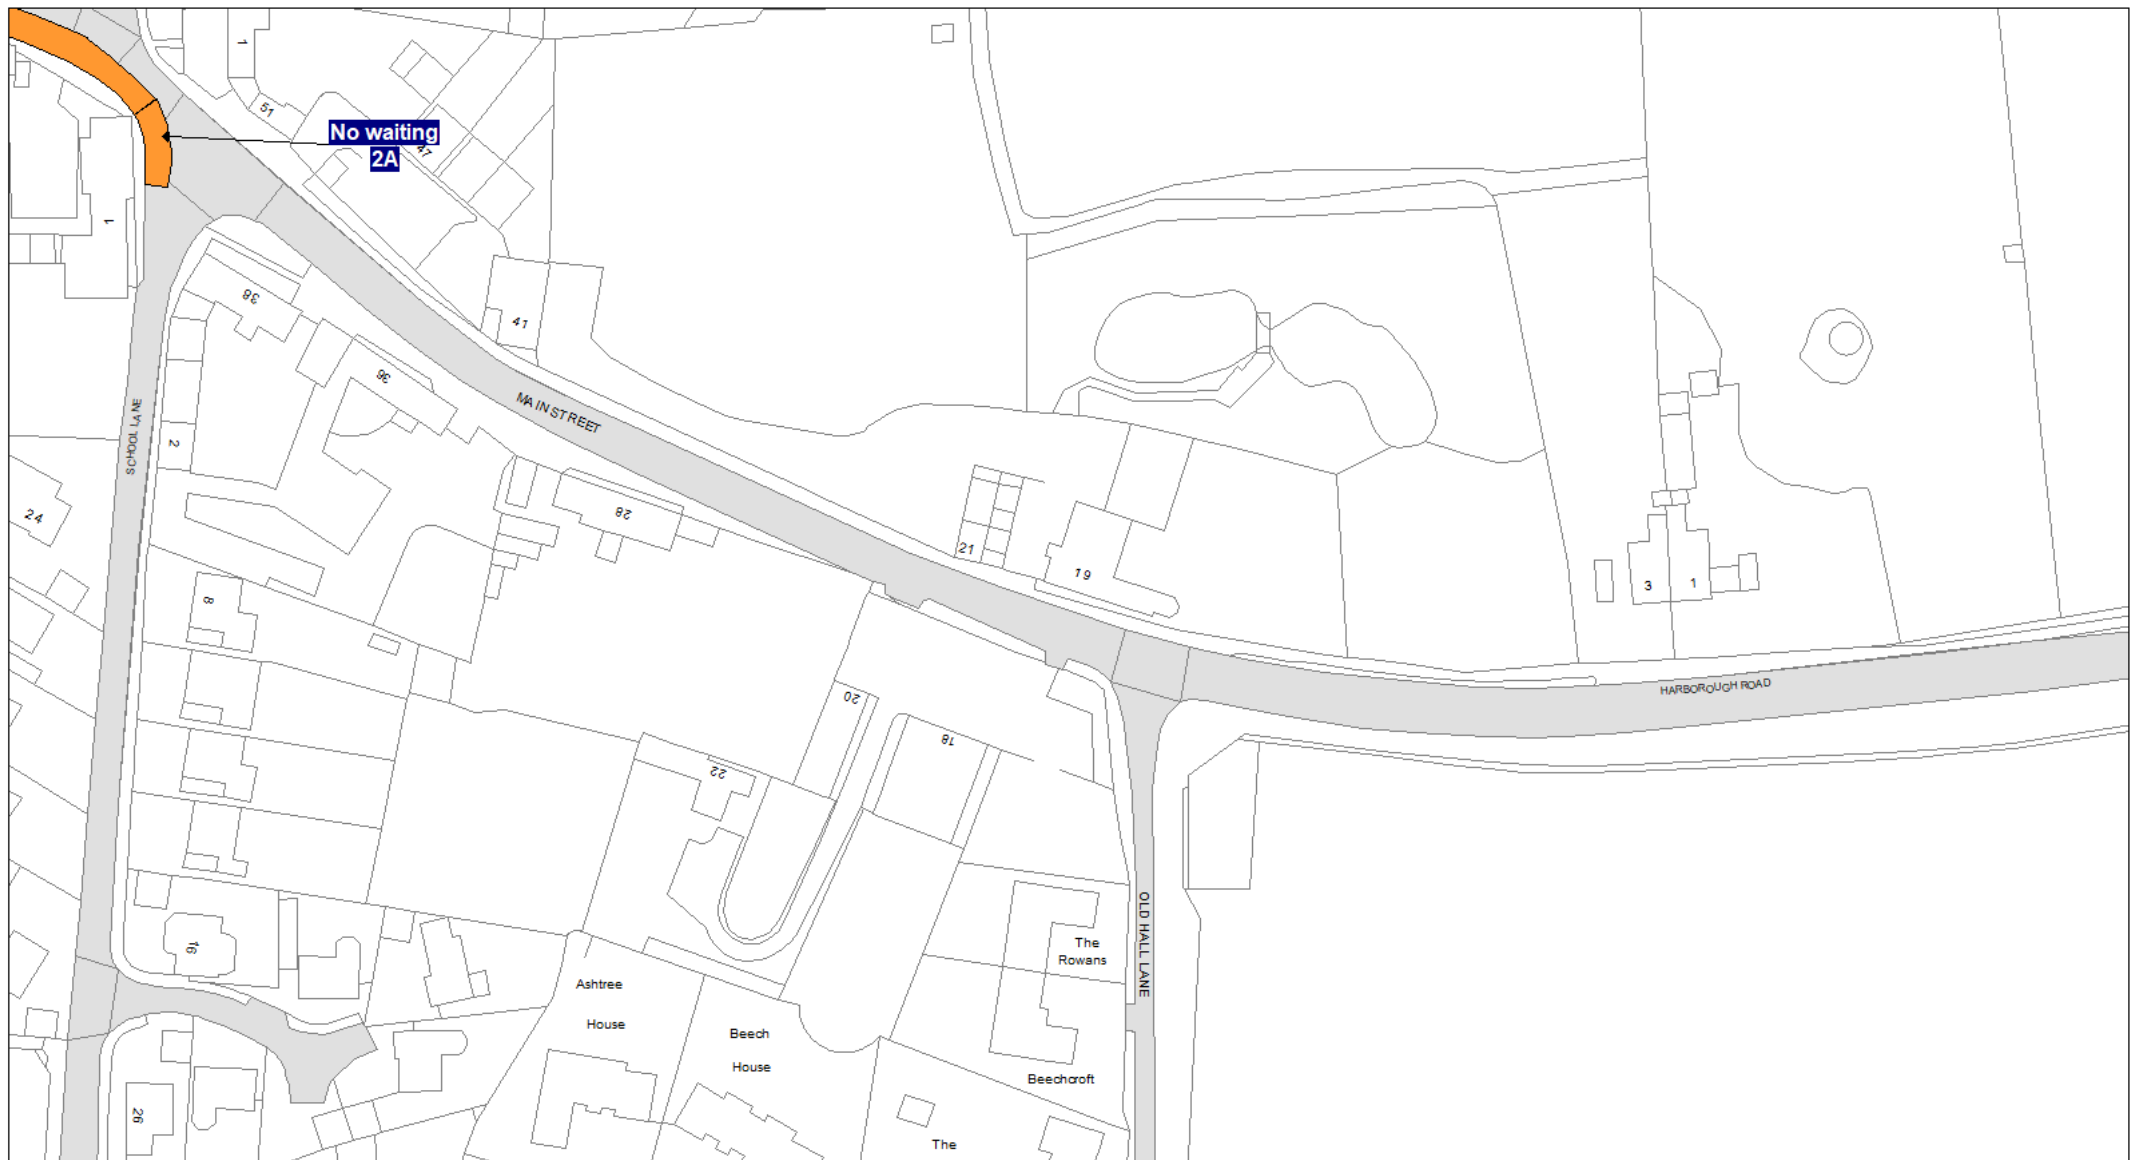 1
51
No waiting
2A
47
1
38
41
36
MAIN STREET
SCHOOL LANE
2
24
28
21
19
3
1
8
20
18
22
HARBOROUGH ROAD
OLD HALL LANE
16
The
Rowans
Ashtree
House
Beech
House
Beechcroft
26
The